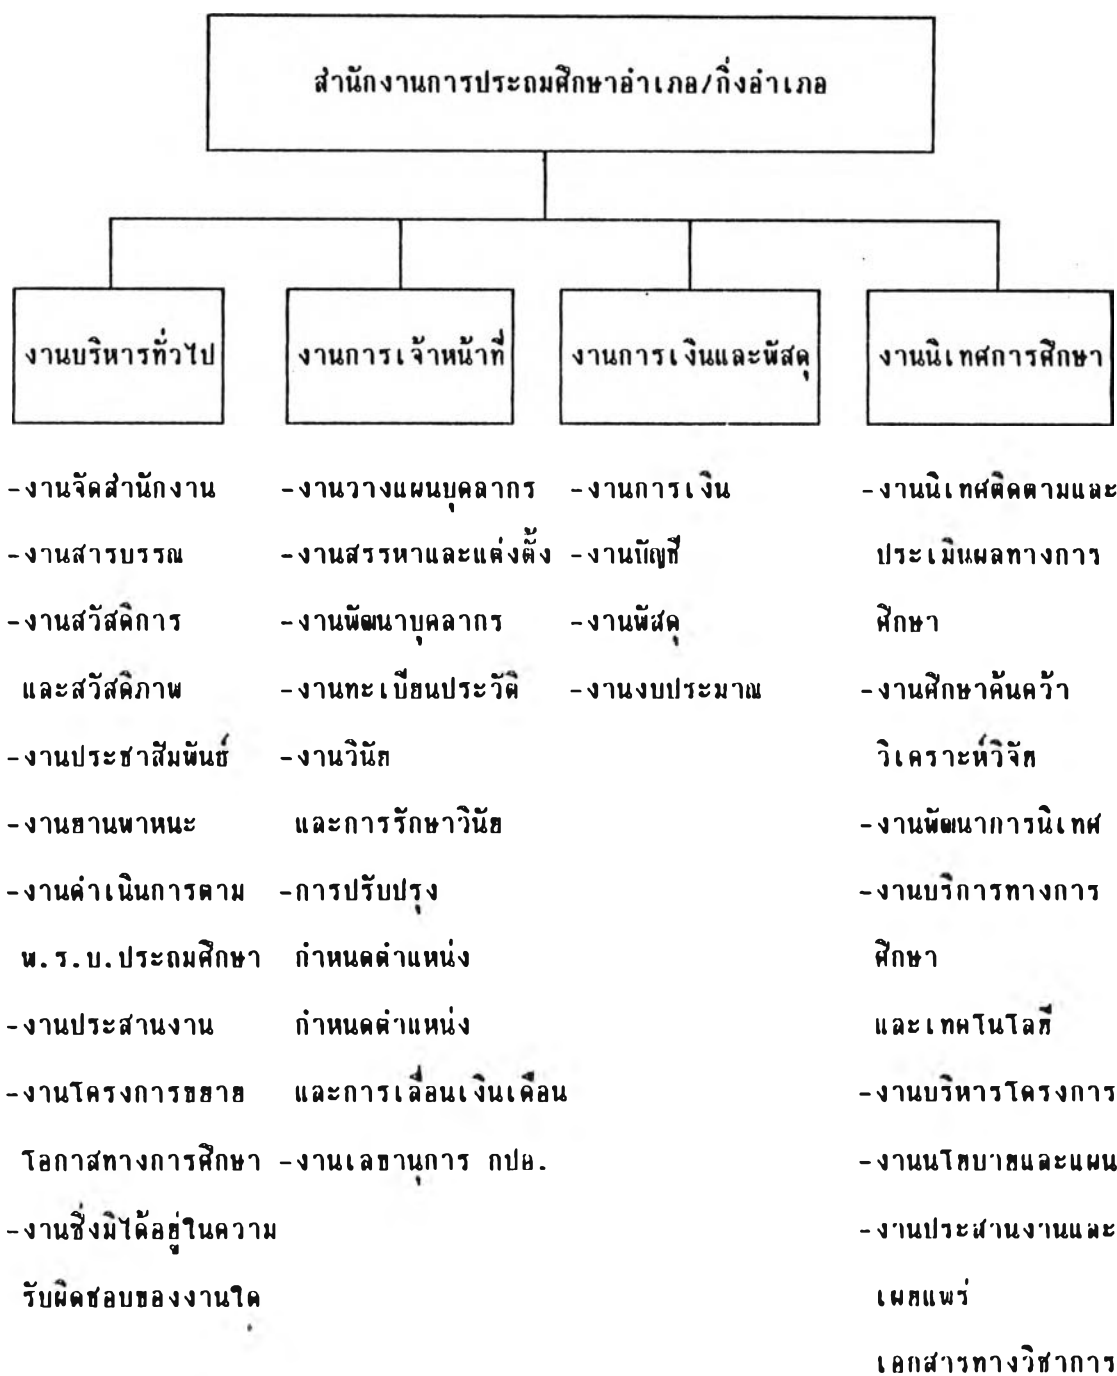 สำนักงานการประถมศึกษาอำเภอ/กิ่งอำเภอ
งานบริหารทั่วไป
-งานจัดสำนักงาน
-งานสารบรรณ
-งานสวัสดิการ
และสวัสดิภาพ
-งานประชาสัมพันธ์
-งานยานพาหนะ
-งานดำเนินการตาม
พ.ร.บ.ประถมศึกษา
-งานประสานงาน
-งานโครงการขยาย
โอกาสทางการศึกษา
-งานซึ่งมิได้อยู่ในความ
รับผิดชอบของงานใด
งานการเจ้าหน้าที่
-งานวางแผนบุคลากร
-งานสรรหาและแต่งตั้ง
-งานพัฒนาบุคลากร
-งานทะเบียนประวัติ
-งานวินัย
และการรักษาวินัย
-การปรับปรุง
กำหนดตำแหน่ง
กำหนดตำแหน่ง
และการเลื่อนเงินเดือน
-งานเลขานุการ กปอ.
งานการเงินและพัสดุ
-งานการเงิน
-งานบัญชี
-งานพัสดุ
-งานงบประมาณ
งานนิเทศการศึกษา
-งานนิเทศติดตามและ
ประเมินผลทางการ
ศึกษา
-งานศึกษาค้นคว้า
วิเคราะห์วิจัย
-งานพัฒนาการนิเทศ
-งานบริการทางการ
ศึกษา
และเทคโนโลยี
-งานบริหารโครงการ
-งานนโยบายและแผน
-งานประสานงานและ
เผยแพร่
เอกสารทางวิชาการ